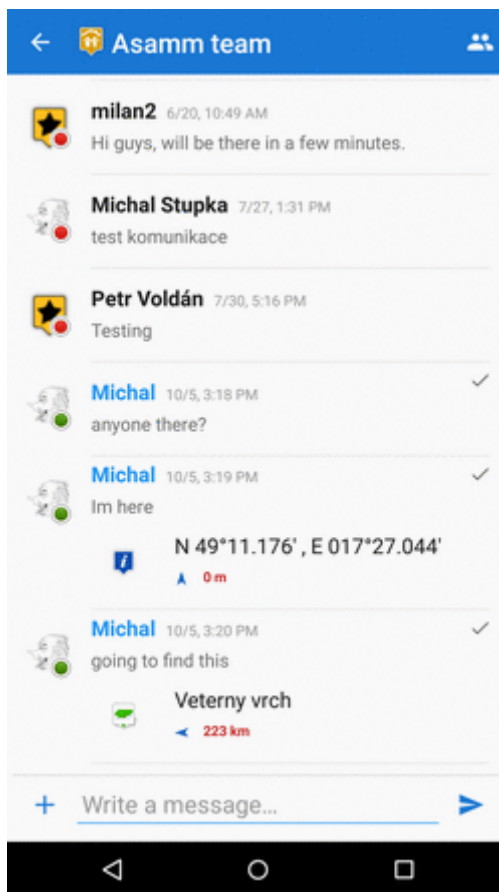 Asamm team
milan2 6/20, 10:49 AM
Hi guys, will be there in a few minutes.
Michal Stupka 7/27, 1:31 PM
test komunikace
Petr Voldán 7/30, 5:16 PM
Testing
Michal 10/5, 3:18 PM
anyone there?
Michal 10/5, 3:19 PM
Im here
N 49°11.176' , E 017°27.044'
0 m
Michal 10/5, 3:20 PM
going to find this
Veterny vrch
223 km
Write a message...